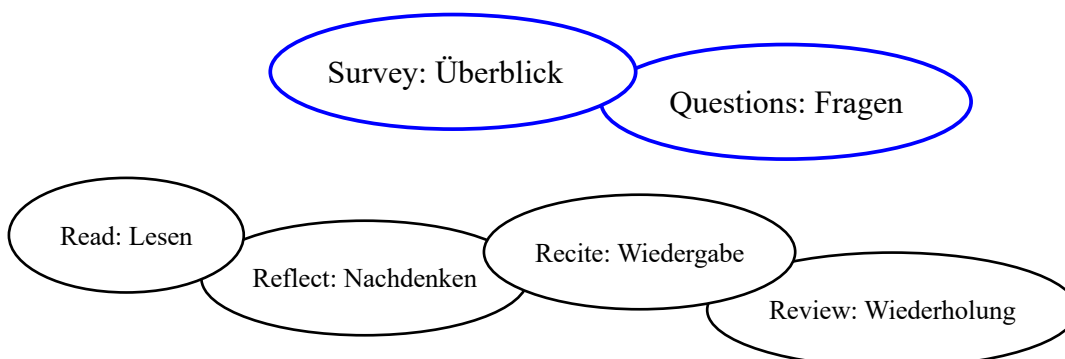 Survey: Überblick
Questions: Fragen
Read: Lesen
Reflect: Nachdenken
Recite: Wiedergabe
Review: Wiederholung